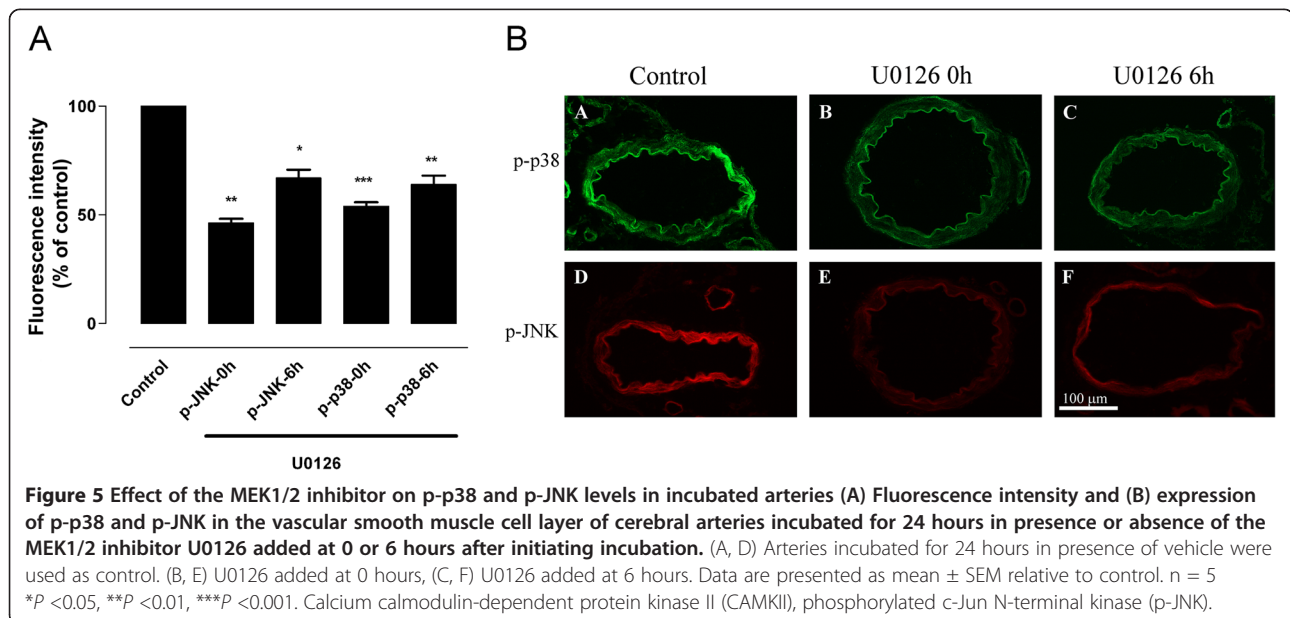 A
B
Control
U0126 0h
U0126 6h
Fluorescence intensity
(% of control)
100
50
0
**
*
***
**
Control
p-JNK-0h
p-JNK-6h
p-p38-0h
p-p38-6h
U0126
p-p38
A
B
C
p-JNK
D
E
F
100 μm
Figure 5 Effect of the MEK1/2 inhibitor on p-p38 and p-JNK levels in incubated arteries (A) Fluorescence intensity and (B) expression
of p-p38 and p-JNK in the vascular smooth muscle cell layer of cerebral arteries incubated for 24 hours in presence or absence of the
MEK1/2 inhibitor U0126 added at 0 or 6 hours after initiating incubation. (A, D) Arteries incubated for 24 hours in presence of vehicle were
used as control. (B, E) U0126 added at 0 hours, (C, F) U0126 added at 6 hours. Data are presented as mean ± SEM relative to control. n = 5
*P <0.05, **P <0.01, ***P <0.001. Calcium calmodulin-dependent protein kinase II (CAMKII), phosphorylated c-Jun N-terminal kinase (p-JNK).